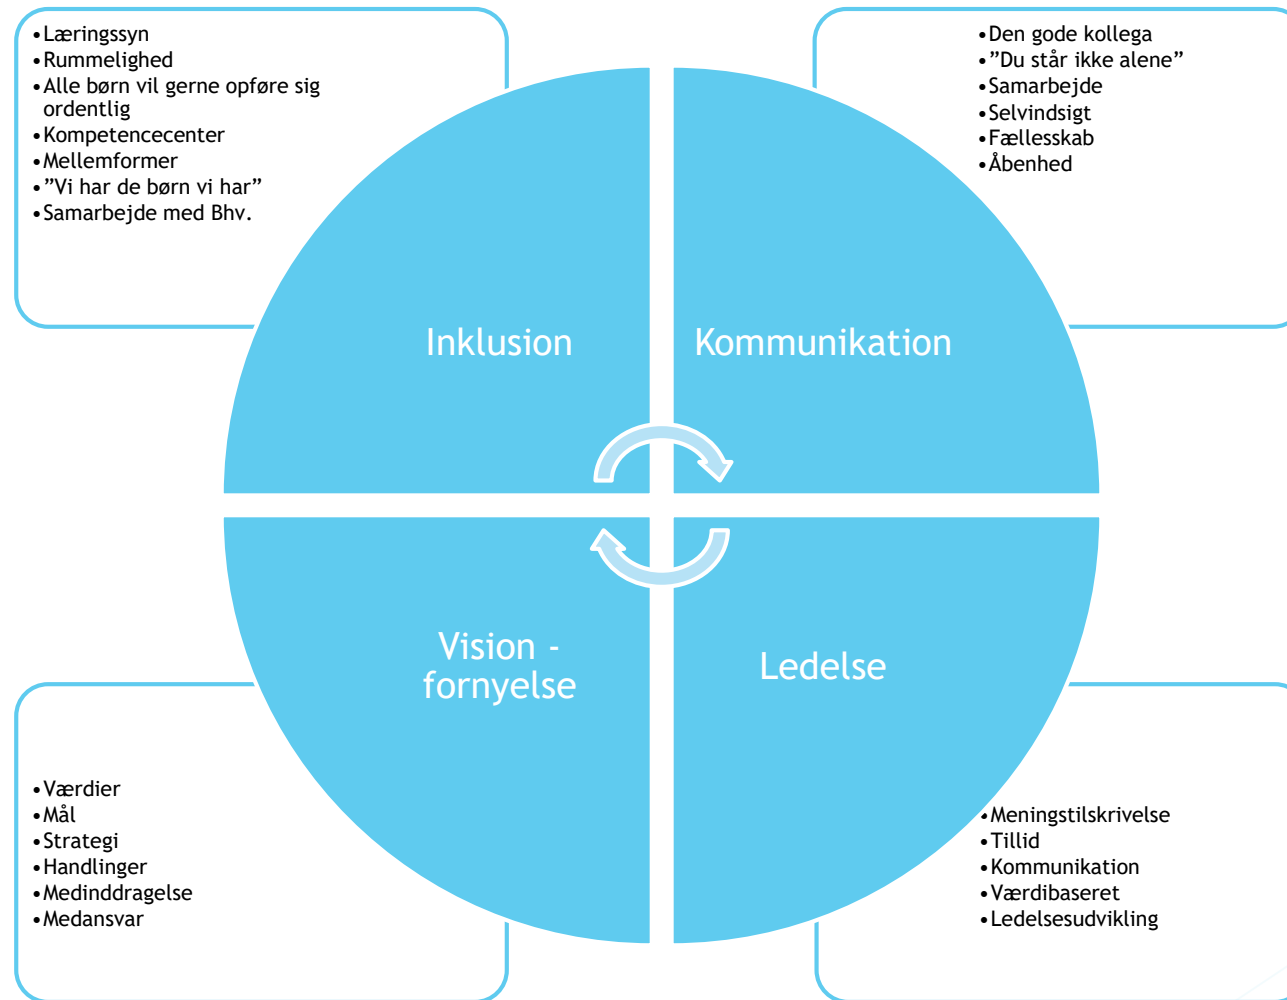 •Læringssyn
•Rummelighed
•Alle børn vil gerne opføre sig
ordentlig
•Kompetencecenter
•Mellemformer
•”Vi har de børn vi har”
•Samarbejde med Bhv.
•Den gode kollega
•”Du står ikke alene”
•Samarbejde
•Selvindsigt
•Fællesskab
•Åbenhed
Inklusion
Kommunikation
Vision -
fornyelse
Ledelse
•Værdier
•Mål
•Strategi
•Handlinger
•Medinddragelse
•Medansvar
•Meningstilskrivelse
•Tillid
•Kommunikation
•Værdibaseret
•Ledelsesudvikling